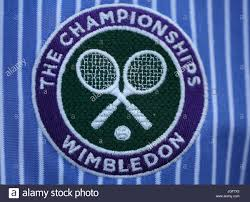 THE CHAMPIONSHIPS
WIMBLEDON
alamy stock photo